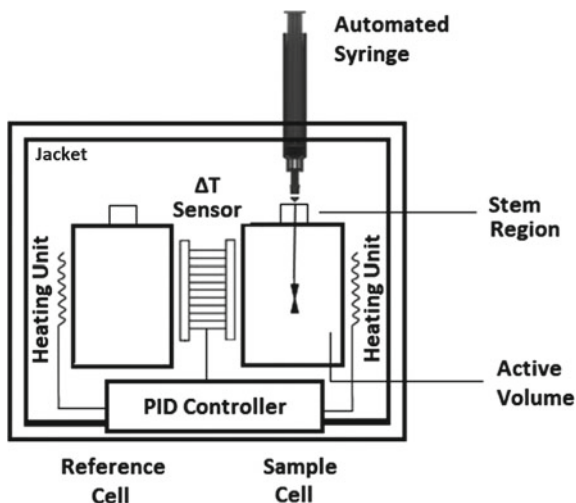 Automated
Syringe
Jacket
ΔT
Sensor
Stem
Region
Heating Unit
Heating Unit
Active
Volume
PID Controller
Reference
Cell
Sample
Cell